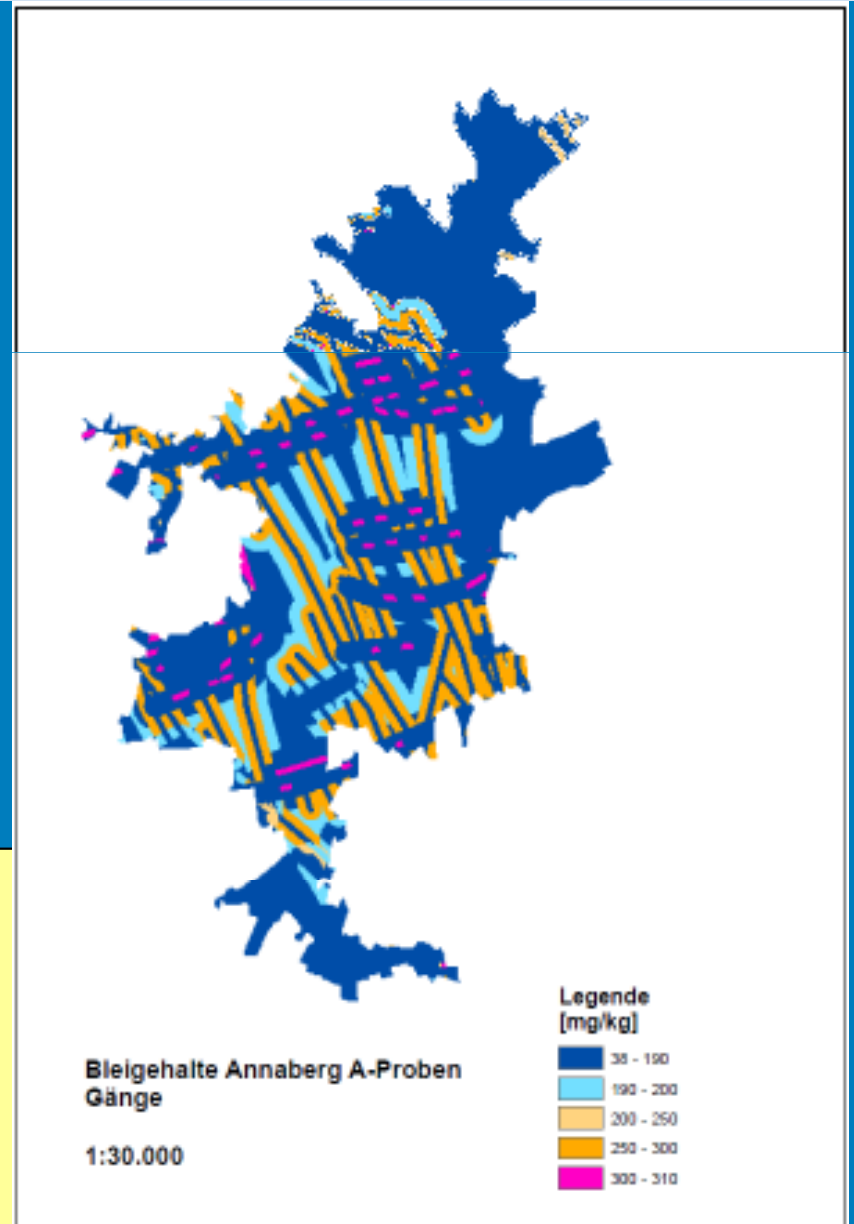 Legende
[mg/kg]
38 - 190
190 - 200
200 - 250
250 - 300
300 - 310
Bleigehalte Annaberg A-Proben
Gänge
1:30.000